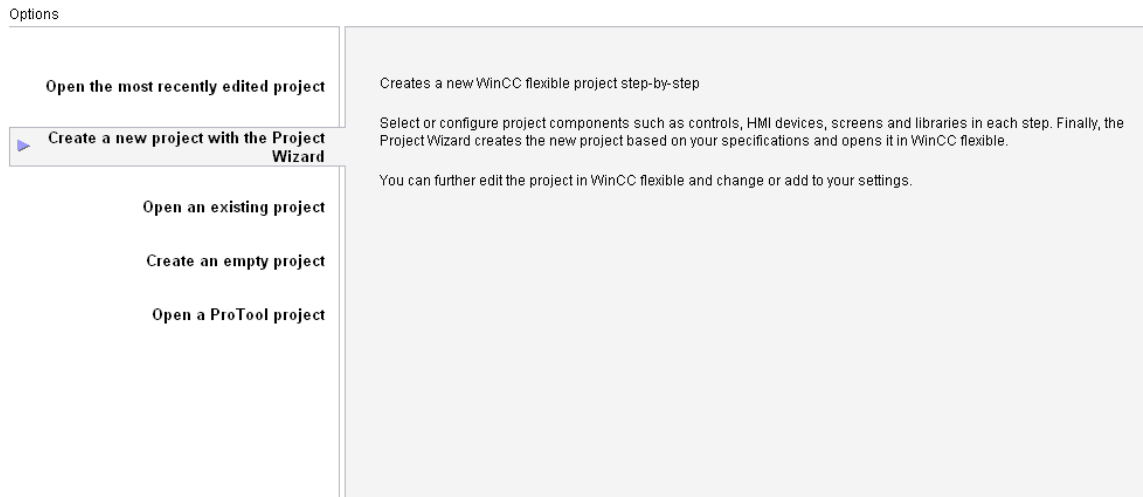 Options
Open the most recently edited project
Create a new project with the Project
Wizard
Open an existing project
Create an empty project
Open a ProTool project
Creates a new WinCC flexible project step-by-step
Select or configure project components such as controls, HMI devices, screens and libraries in each step. Finally, the
Project Wizard creates the new project based on your specifications and opens it in WinCC flexible.
You can further edit the project in WinCC flexible and change or add to your settings.